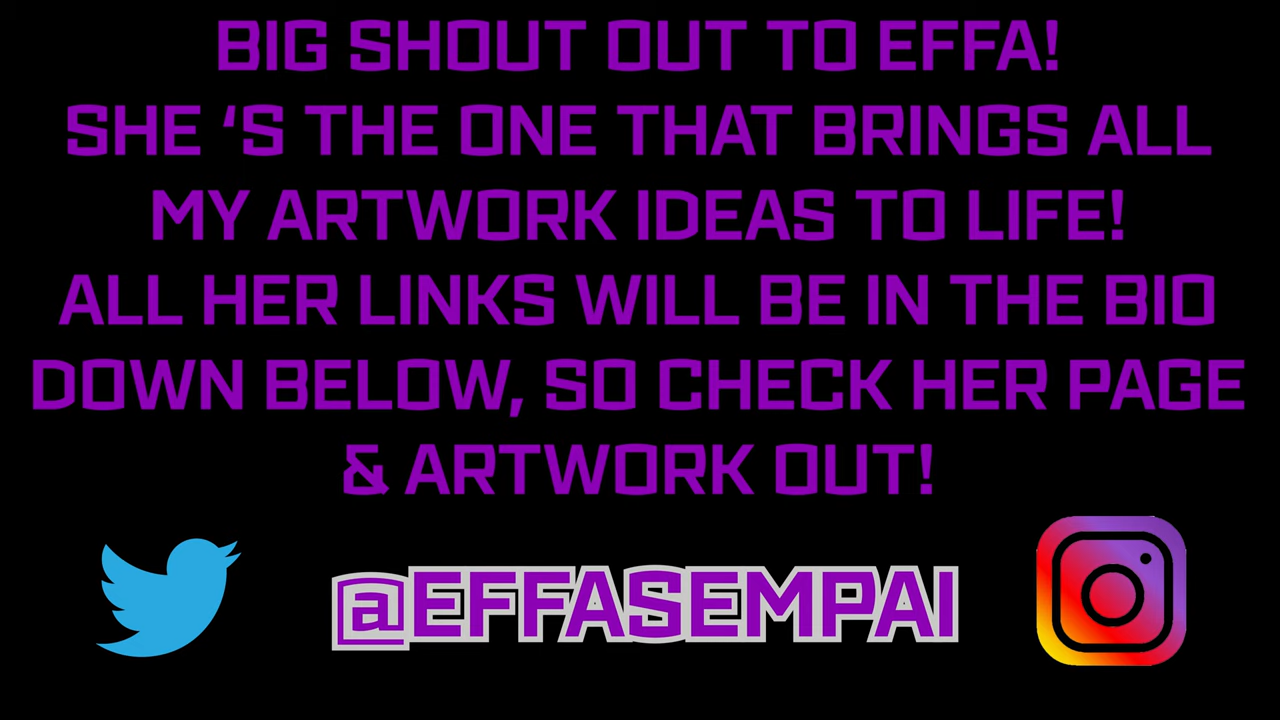 BIG SHOUT OUT TO EFFA!
SHE ‘S THE ONE THAT BRINGS ALL
MY ARTWORK IDEAS TO LIFE!
ALL HER LINKS WILL BE IN THE BIO
DOWN BELOW, SO CHECK HER PAGE
& ARTWORK OUT!
@EFFASEMPAI